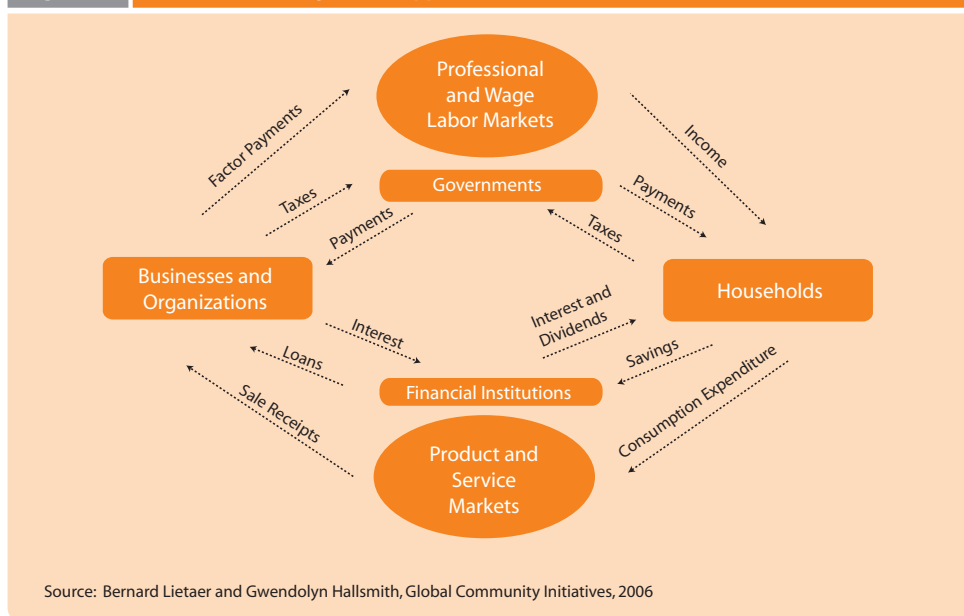 Professional
and Wage
Labor Markets
Factor Payments
Income
Governments
Taxes
Payments
Payments
Taxes
Businesses and
Organizations
Households
Interest and
Dividends
Interest
Loans
Savings
Financial Institutions
Sale Receipts
Consumption Expenditure
Product and
Service
Markets
Source: Bernard Lietaer and Gwendolyn Hallsmith, Global Community Initiatives, 2006